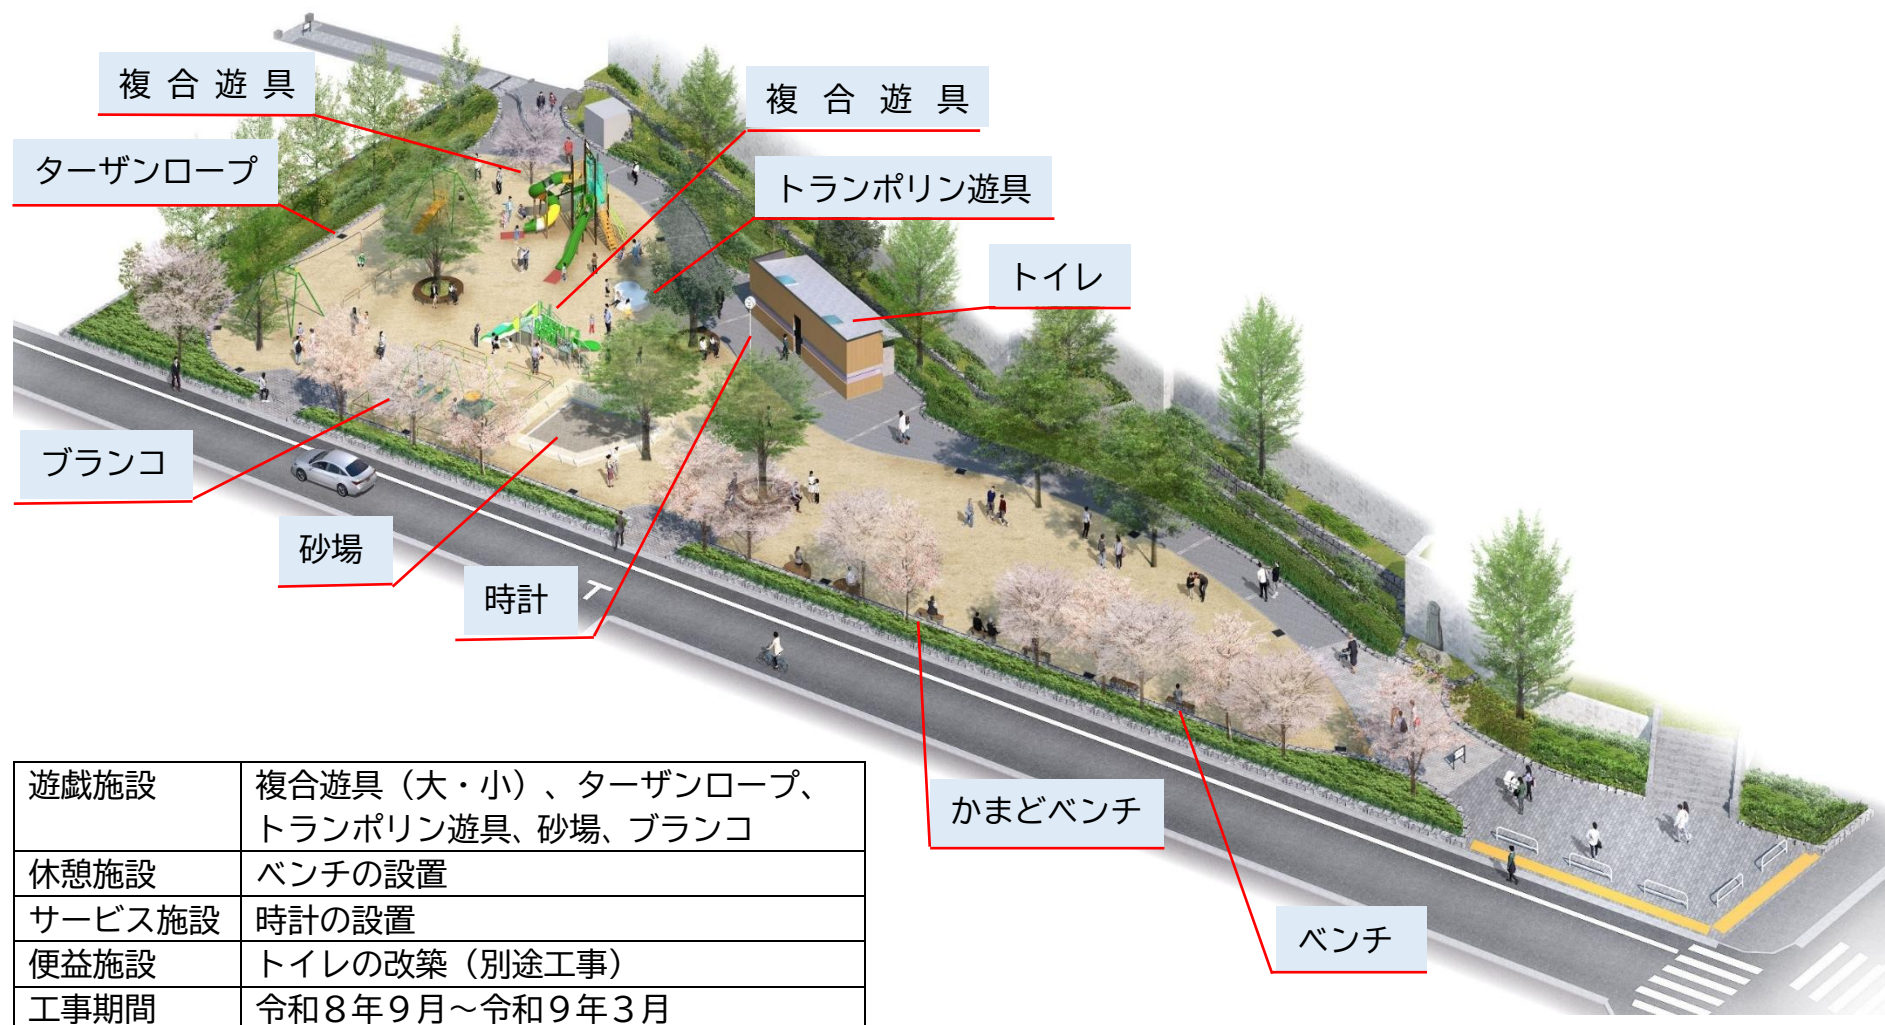 複合遊具
複合遊具
ターザンロープ
トランポリン遊具
トイレ
ブランコ
砂場
時計
かまどベンチ
ベンチ
遊戯施設 複合遊具（大・小）、ターザンロープ、
トランポリン遊具、砂場、ブランコ
休憩施設 ベンチの設置
サービス施設 時計の設置
便益施設 トイレの改築（別途工事）
工事期間 令和８年９月～令和９年３月